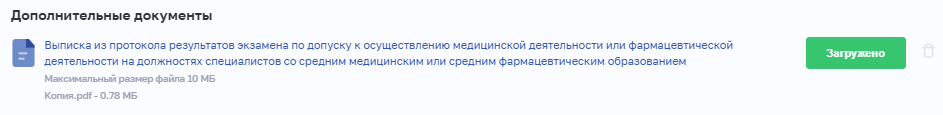 Дополнительные документы
Выписка из протокола результатов экзамена по допуску к осуществлению медицинской деятельности или фармацевтической
деятельности на должностях специалистов со средним медицинским или средним фармацевтическим образованием
Загружено
Максимальный размер файла 10 МБ
Копия.pdf - 0.78 МБ